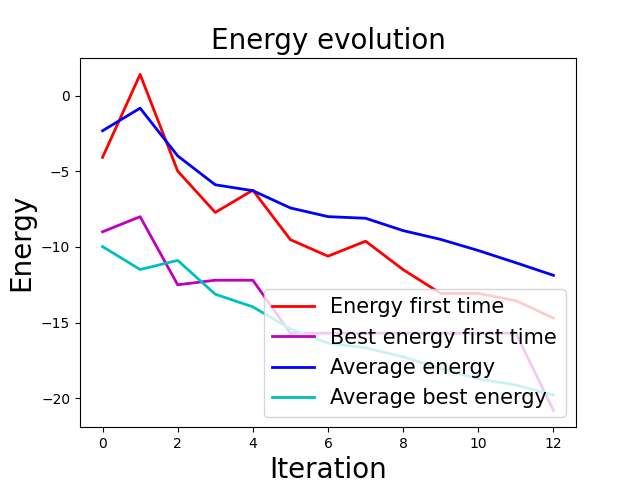 Energy evolution
Energy
0
−5
−10
−15
−20
Energy first time
Best energy first time
Average energy
Average best energy
0 2 4 6 8 10 12
Iteration